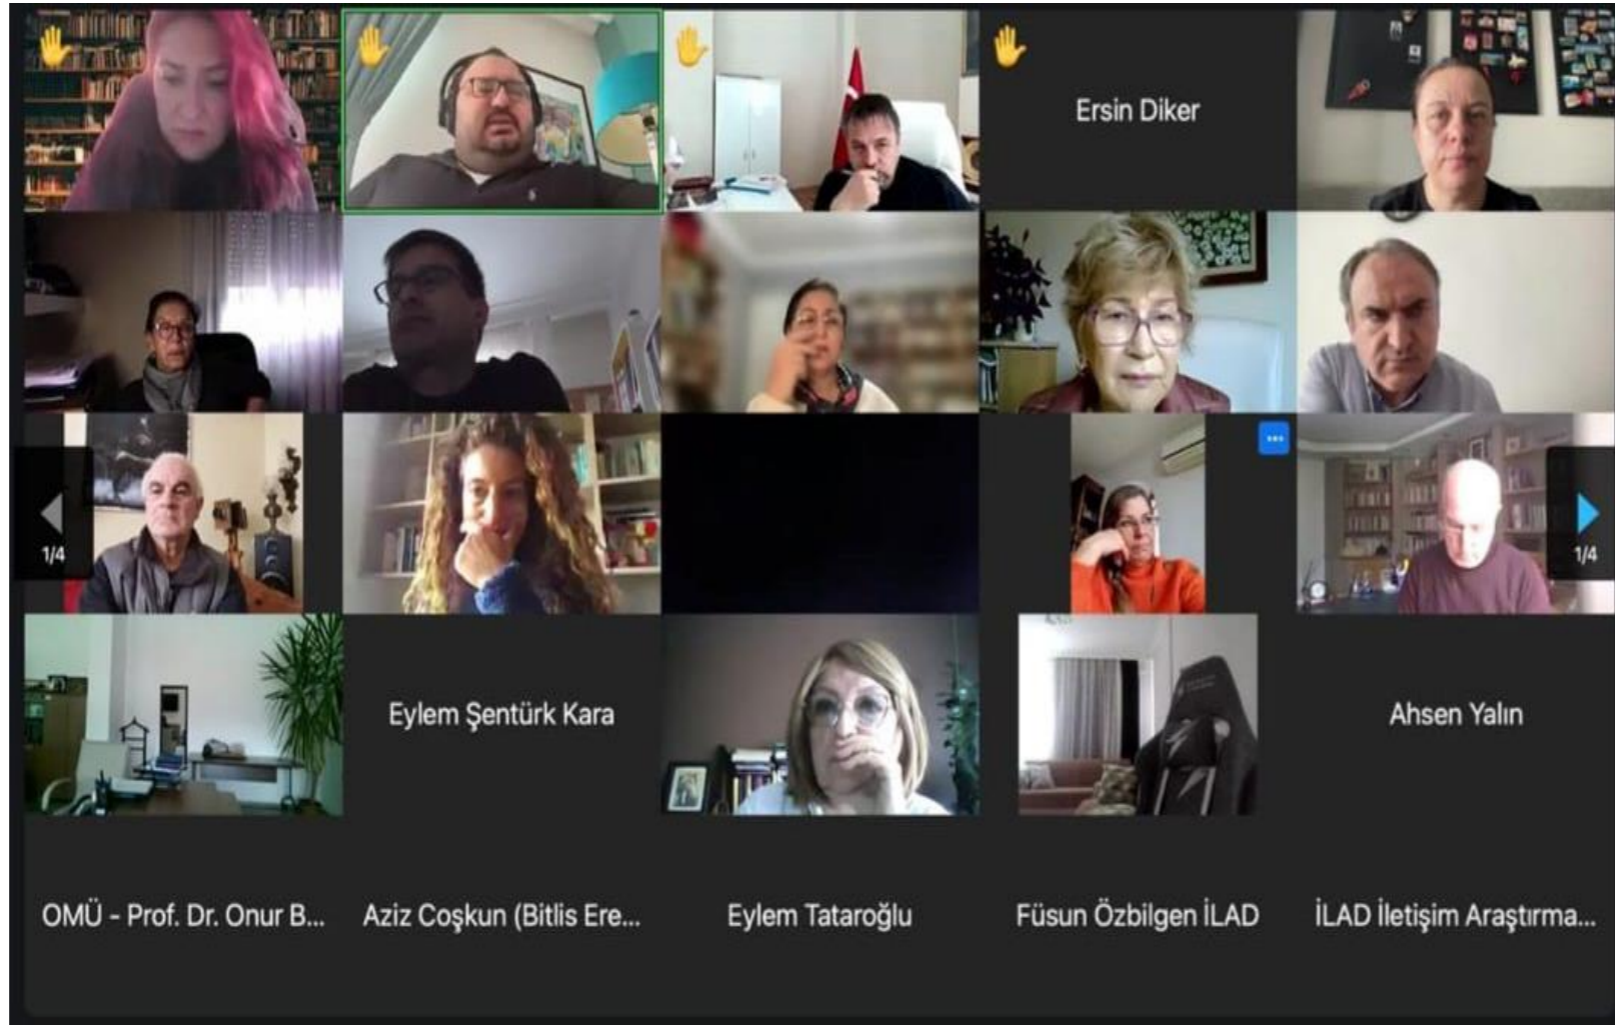 Ersin Diker
1/4
1/4
Eylem Şentürk Kara
Ahsen Yalın
OMÜ - Prof. Dr. Onur B...
Aziz Coşkun (Bitlis Ere...
Eylem Tataroğlu
Füsun Özbilgen İLAD
İLAD İletişim Araştırma...